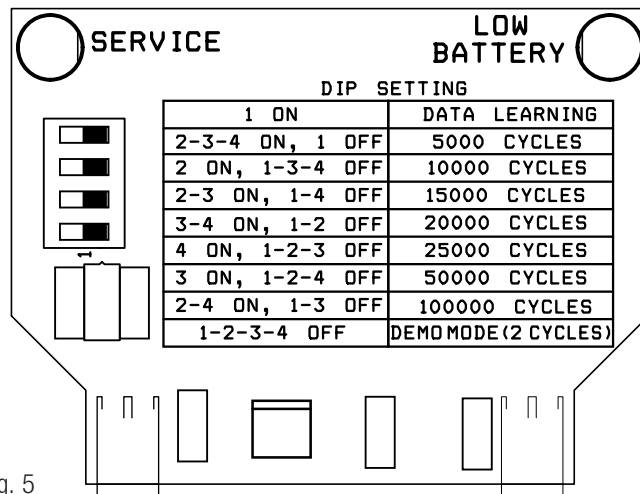 SERVICE
LOW
BATTERY
DIP SETTING
1 ON DATA LEARNING
2-3-4 ON, 1 OFF 5000 CYCLES
2 ON, 1-3-4 OFF 10000 CYCLES
2-3 ON, 1-4 OFF 15000 CYCLES
3-4 ON, 1-2 OFF 20000 CYCLES
4 ON, 1-2-3 OFF 25000 CYCLES
3 ON, 1-2-4 OFF 50000 CYCLES
2-4 ON, 1-3 OFF 100000 CYCLES
1-2-3-4 OFF DEMO MODE(2 CYCLES)
1
g. 5